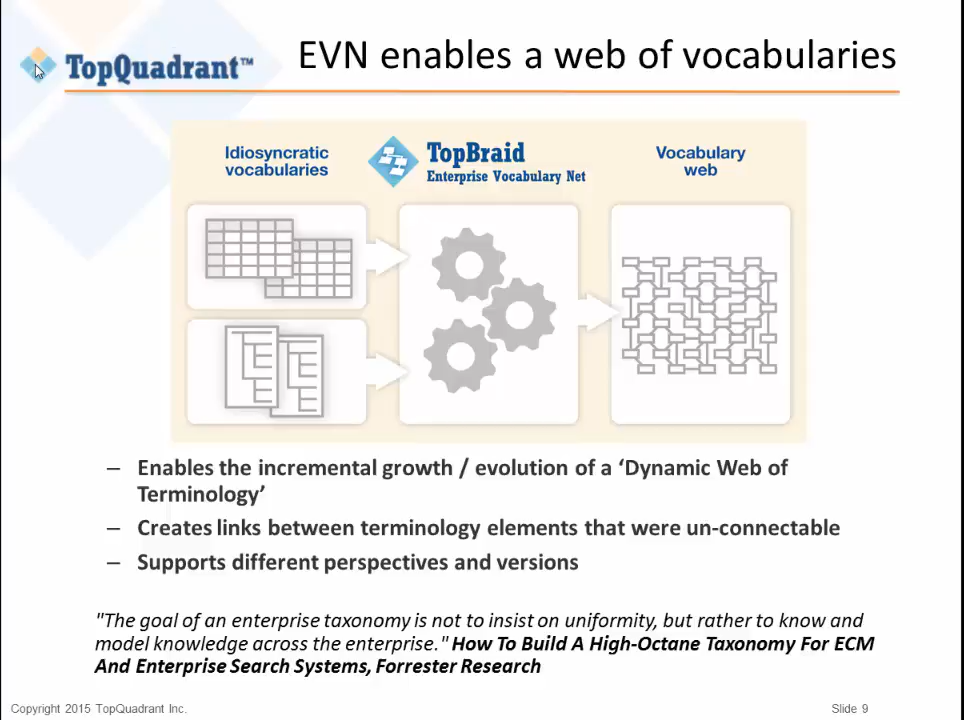 TopQuadrant™
EVN enables a web of vocabularies
Idiosyncratic
vocabularies
TopBraid
Enterprise Vocabulary Net
Vocabulary
web
– Enables the incremental growth / evolution of a ‘Dynamic Web of
Terminology’
– Creates links between terminology elements that were un-connectable
– Supports different perspectives and versions
"The goal of an enterprise taxonomy is not to insist on uniformity, but rather to know and
model knowledge across the enterprise." How To Build A High-Octane Taxonomy For ECM
And Enterprise Search Systems, Forrester Research
Copyright 2015 TopQuadrant Inc.
Slide 9